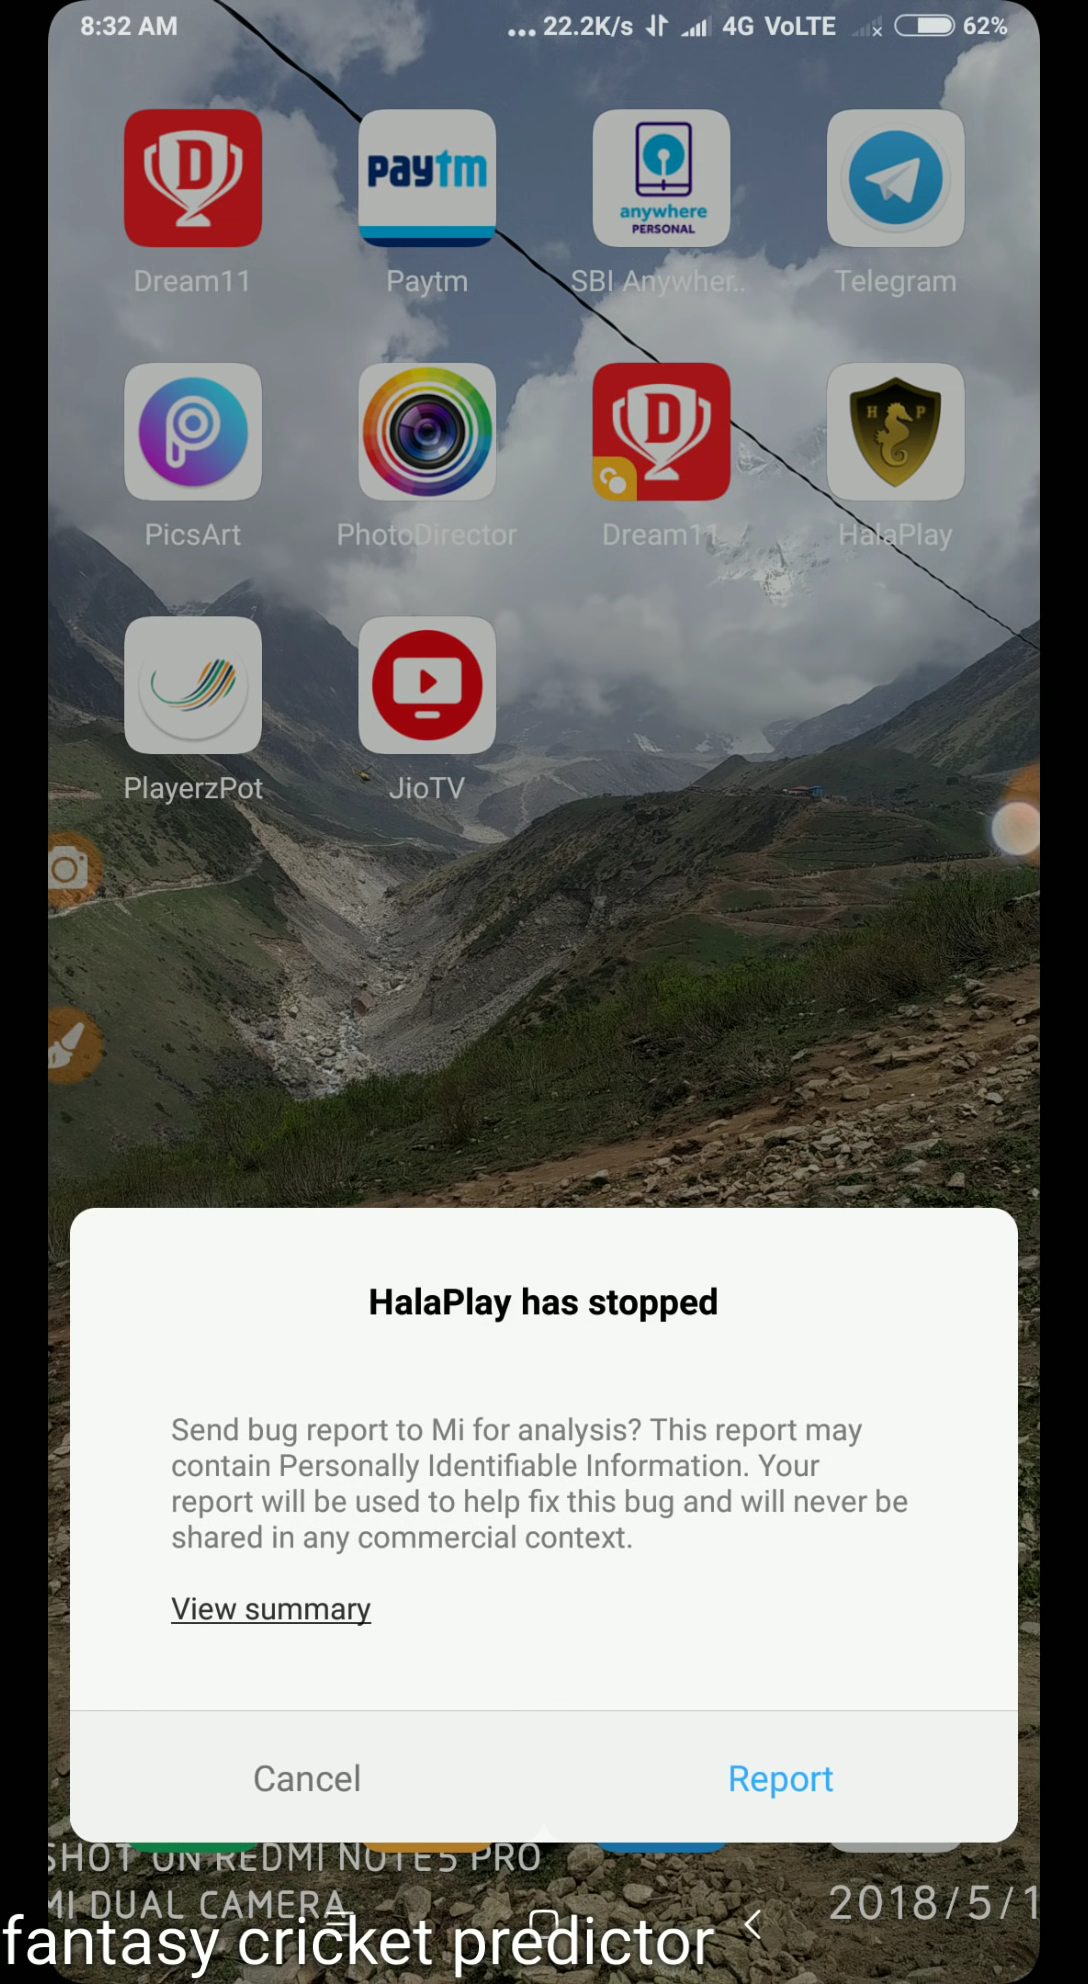 8:32 AM
... 22.2K/s 4G VoLTE 62%
D
paytm
anywhere
PERSONAL
Dream11 Paytm SBI Anywher.. Telegram
D
H P
PicsArt PhotoDirector Dream11 HalaPlay
PlayerzPot JioTV
HalaPlay has stopped
Send bug report to Mi for analysis? This report may
contain Personally Identifiable Information. Your
report will be used to help fix this bug and will never be
shared in any commercial context.
View summary
Cancel Report
SHOT ON REDMI NOTE5 PRO
MI DUAL CAMERA 2018/5/1
fantasy cricket predictor